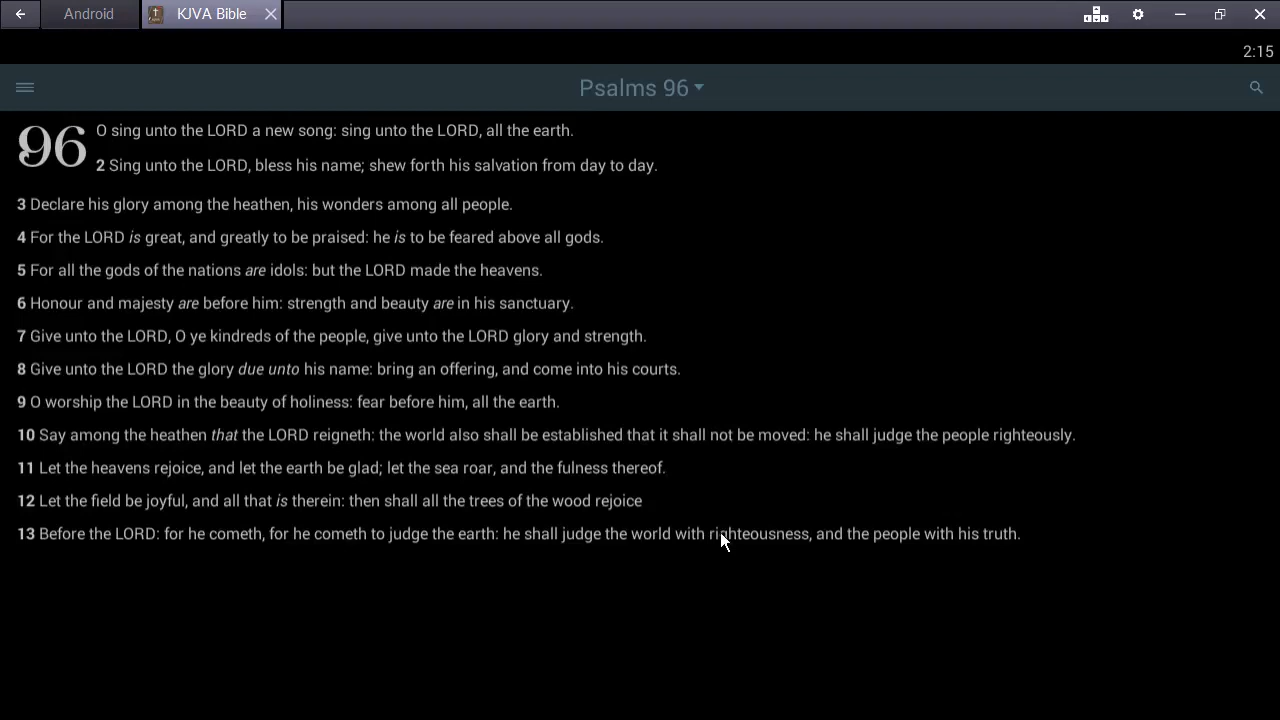 Android
KJVA Bible
2:15
Psalms 96
96
O sing unto the LORD a new song: sing unto the LORD, all the earth.
2 Sing unto the LORD, bless his name; shew forth his salvation from day to day.
3 Declare his glory among the heathen, his wonders among all people.
4 For the LORD is great, and greatly to be praised: he is to be feared above all gods.
5 For all the gods of the nations are idols: but the LORD made the heavens.
6 Honour and majesty are before him: strength and beauty are in his sanctuary.
7 Give unto the LORD, O ye kindreds of the people, give unto the LORD glory and strength.
8 Give unto the LORD the glory due unto his name: bring an offering, and come into his courts.
9 O worship the LORD in the beauty of holiness: fear before him, all the earth.
10 Say among the heathen that the LORD reigneth: the world also shall be established that it shall not be moved: he shall judge the people righteously.
11 Let the heavens rejoice, and let the earth be glad; let the sea roar, and the fulness thereof.
12 Let the field be joyful, and all that is therein: then shall all the trees of the wood rejoice
13 Before the LORD: for he cometh, for he cometh to judge the earth: he shall judge the world with righteousness, and the people with his truth.